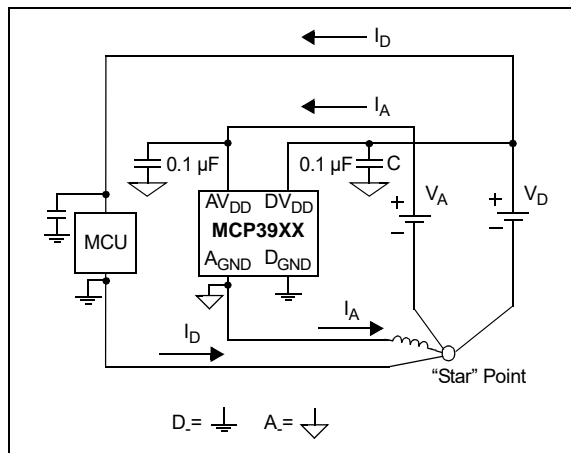 I_D
I_A
0.1 µF
0.1 µF
C
V_A
V_D
+
–
+
–
AV_DD DV_DD
MCP39XX
A_GND D_GND
MCU
I_D
I_A
"Star" Point
D_-= A_-=